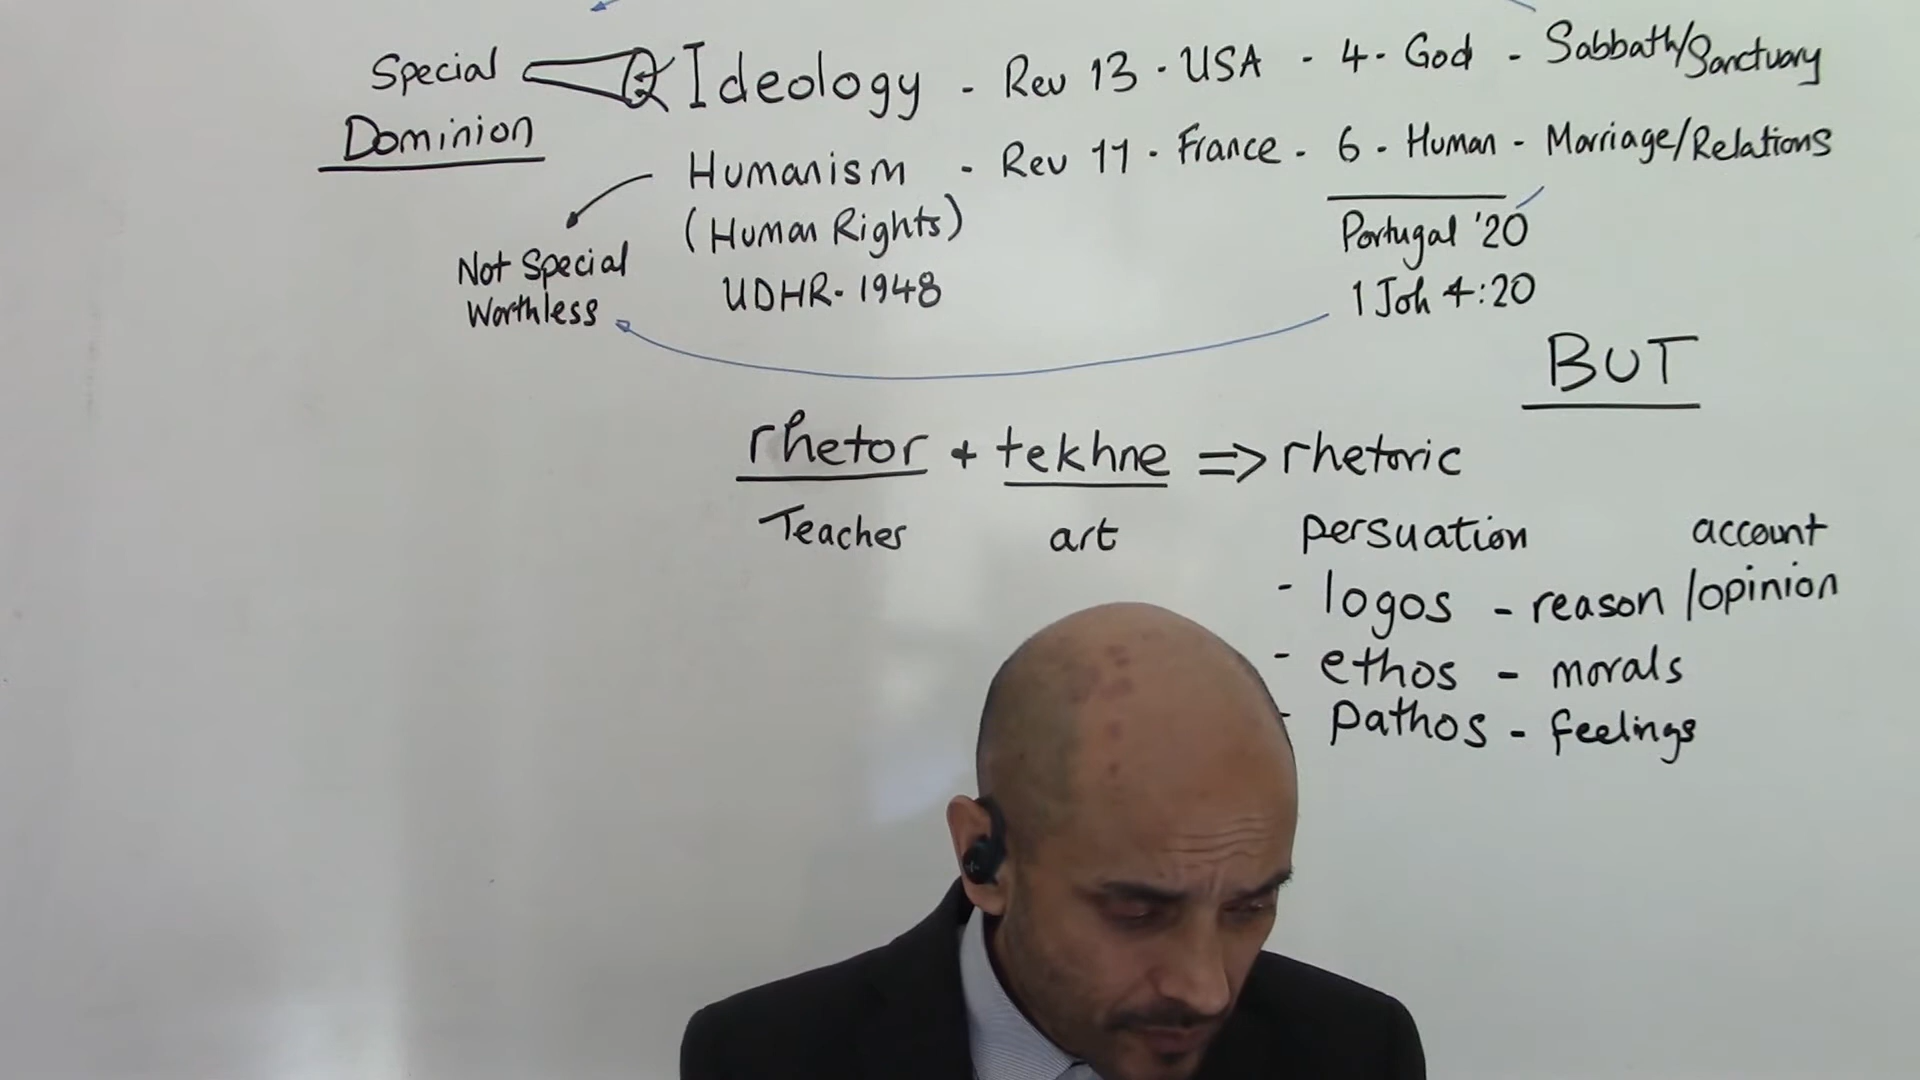 Special Ideology - Rev 13 · USA - 4 - God - Sabbath/Sanctuary
Dominion
Humanism - Rev 11 · France - 6 - Human - Marriage/Relations
(Human Rights) Portugal '20
Not Special
Worthless UDHR - 1948 1 Joh 4:20
BUT
rhetor + tekhne => rhetoric
Teacher art persuation account
- logos - reason /opinion
- ethos - morals
- pathos - feelings